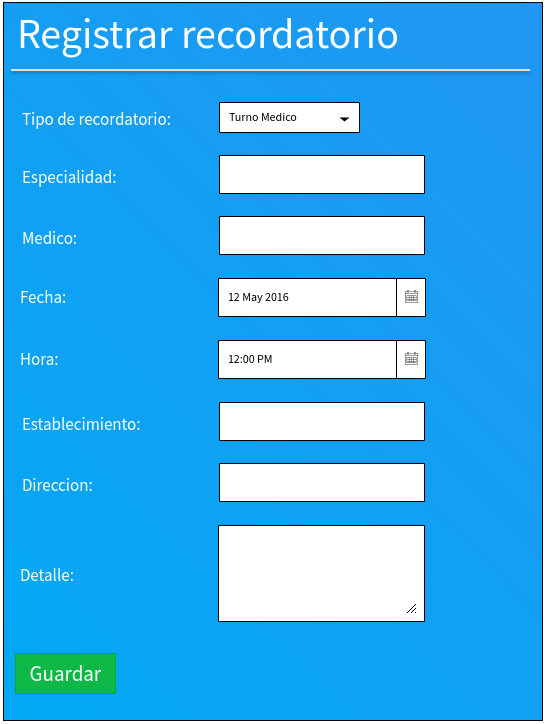 Registrar recordatorio
Tipo de recordatorio: Turno Medico
Especialidad:
Medico:
Fecha: 12 May 2016
Hora: 12:00 PM
Establecimiento:
Direccion:
Detalle:
Guardar